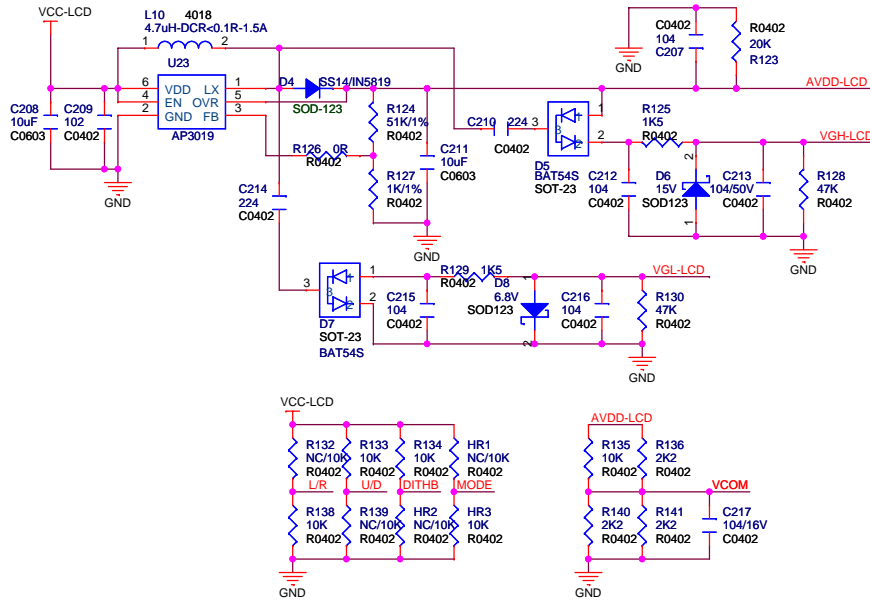 VCC-LCD
L10 4018
4.7uH-DCR<0.1R-1.5A
1 2
U23
6 VDD LX 1
4 EN OVR 5
2 GND FB 3
AP3019
C208
10uF
C0603
C209
102
C0402
GND
D4 SS14/IN5819
SOD-123
R124
51K/1%
R0402
R126 0R
R0402
R127
1K/1%
R0402
C211
10uF
C0603
GND
C214
224
C0402
C210 224
C0402
3
3
1
2
D5
BAT54S
SOT-23
C0402
104
C207
GND
R0402
20K
R123
AVDD-LCD
R125
1K5
R0402
VGH-LCD
C212
104
C0402
2
D6
15V
SOD123
1
C213
104/50V
C0402
R128
47K
R0402
GND
3
3
1
2
D7
SOT-23
BAT54S
C215
104
C0402
R129 1K5
R0402
1
D8
6.8V
SOD123
2
C216
104
C0402
VGL-LCD
R130
47K
R0402
GND
VCC-LCD
R132
NC/10K
R0402
R133
10K
R0402
R134
10K
R0402
HR1
NC/10K
R0402
L/R
U/D
DITHB
MODE
R138
10K
R0402
R139
NC/10K
R0402
HR2
NC/10K
R0402
HR3
10K
R0402
GND
AVDD-LCD
R135
10K
R0402
R136
2K2
R0402
VCOM
R140
2K2
R0402
R141
2K2
R0402
C217
104/16V
C0402
GND